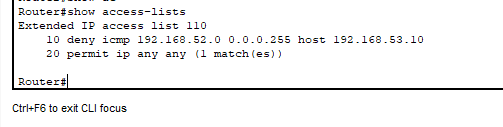 Router#show access-lists
Extended IP access list 110
10 deny icmp 192.168.52.0 0.0.0.255 host 192.168.53.10
20 permit ip any any (1 match(es))
Router#
Ctrl+F6 to exit CLI focus